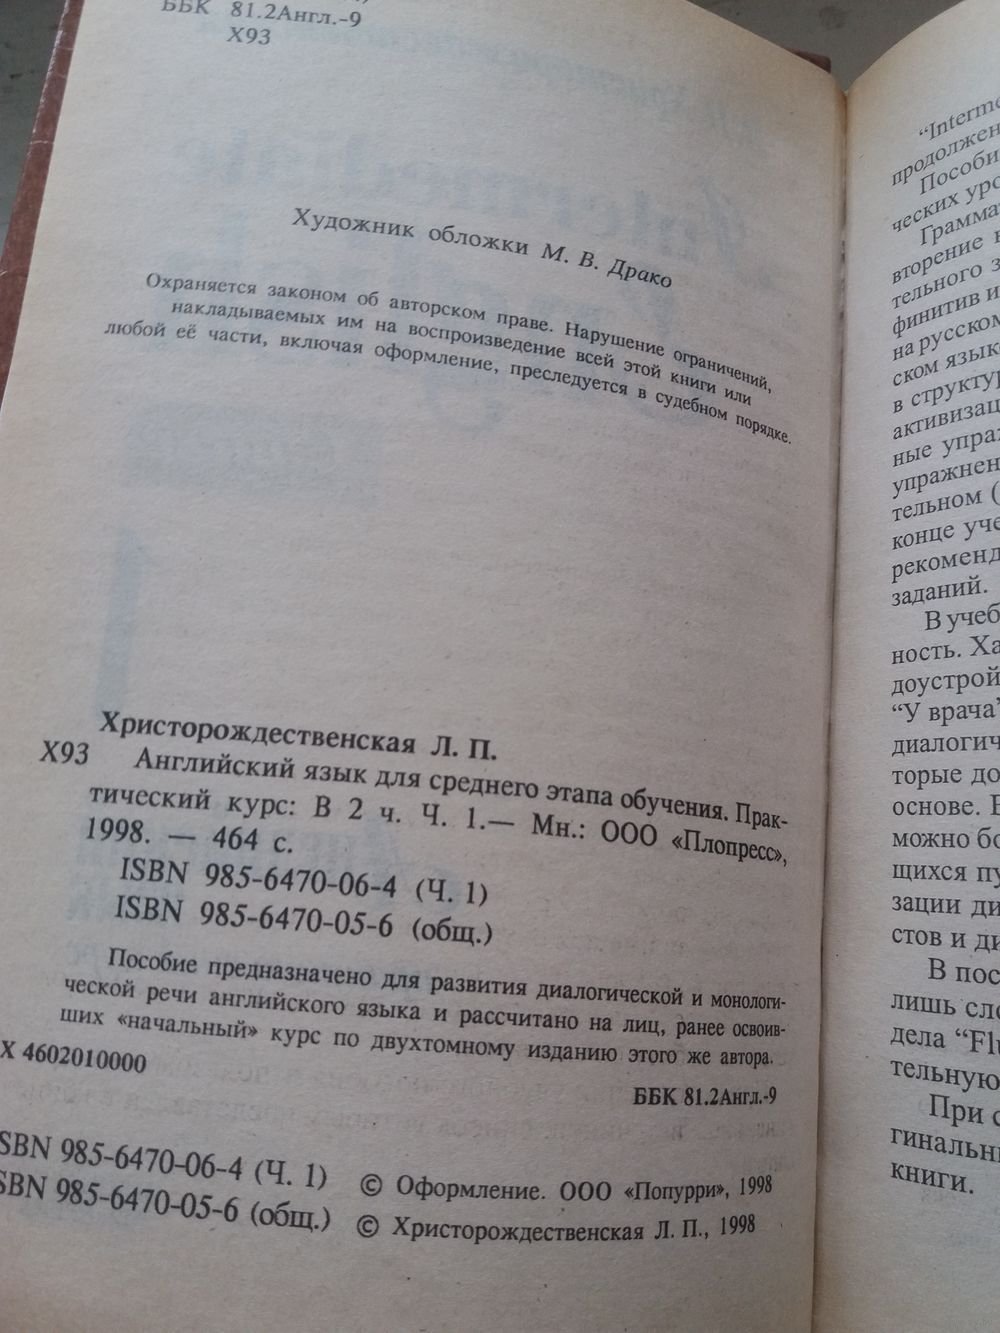 ББК 81.2Англ.-9
Х93
Художник обложки М. В. Драко
Охраняется законом об авторском праве. Нарушение ограничений,
накладываемых им на воспроизведение всей этой книги или
любой её части, включая оформление, преследуется в судебном порядке.
Христорождественская Л. П.
Х93 Английский язык для среднего этапа обучения. Прак-
тический курс: В 2 ч. Ч. 1.— Мн.: ООО «Плопресс»,
1998. — 464 с.
ISBN 985-6470-06-4 (Ч. 1)
ISBN 985-6470-05-6 (общ.)
Пособие предназначено для развития диалогической и монологи-
ческой речи английского языка и рассчитано на лиц, ранее освоив-
ших «начальный» курс по двухтомному изданию этого же автора.
Х 4602010000
ББК 81.2Англ.-9
SBN 985-6470-06-4 (Ч. 1) © Оформление. ООО «Попурри», 1998
SBN 985-6470-05-6 (общ.) © Христорождественская Л. П., 1998
“Interme
продолжен
Пособи
ческих уро
Граммат
вторение
тельного з
финитив и
на русском
ском языке
в структур
активизац
ные упраж
упражнен
тельном (
конце уче
рекоменд
заданий.
В учеб
ность. Ха
доустрой
“У врача”
диалогич
торые до
основе. В
можно бо
щихся пу
зации ди
стов и ди
В пос
лишь сло
дела “Flu
тельную
При с
гинальн
книги.